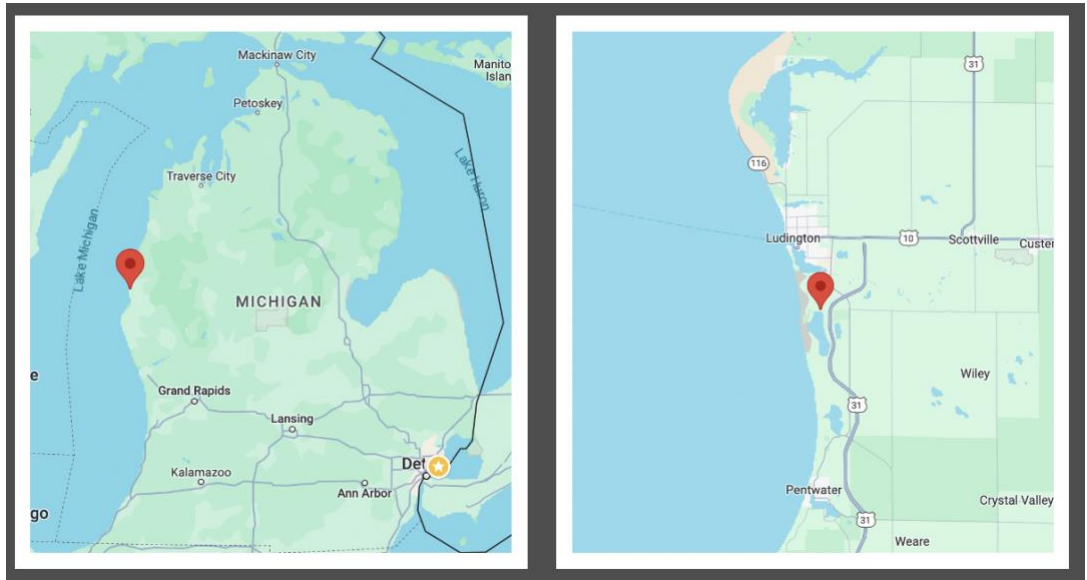 Mackinaw City
Manito
Islan
Petoskey
Lake Huron
Traverse City
Lake Michigan
MICHIGAN
e
Grand Rapids
Lansing
Kalamazoo
Det
Ann Arbor
go
31
116
Ludington
10
Scottville
Custer
Wiley
31
Pentwater
Crystal Valley
31
Weare